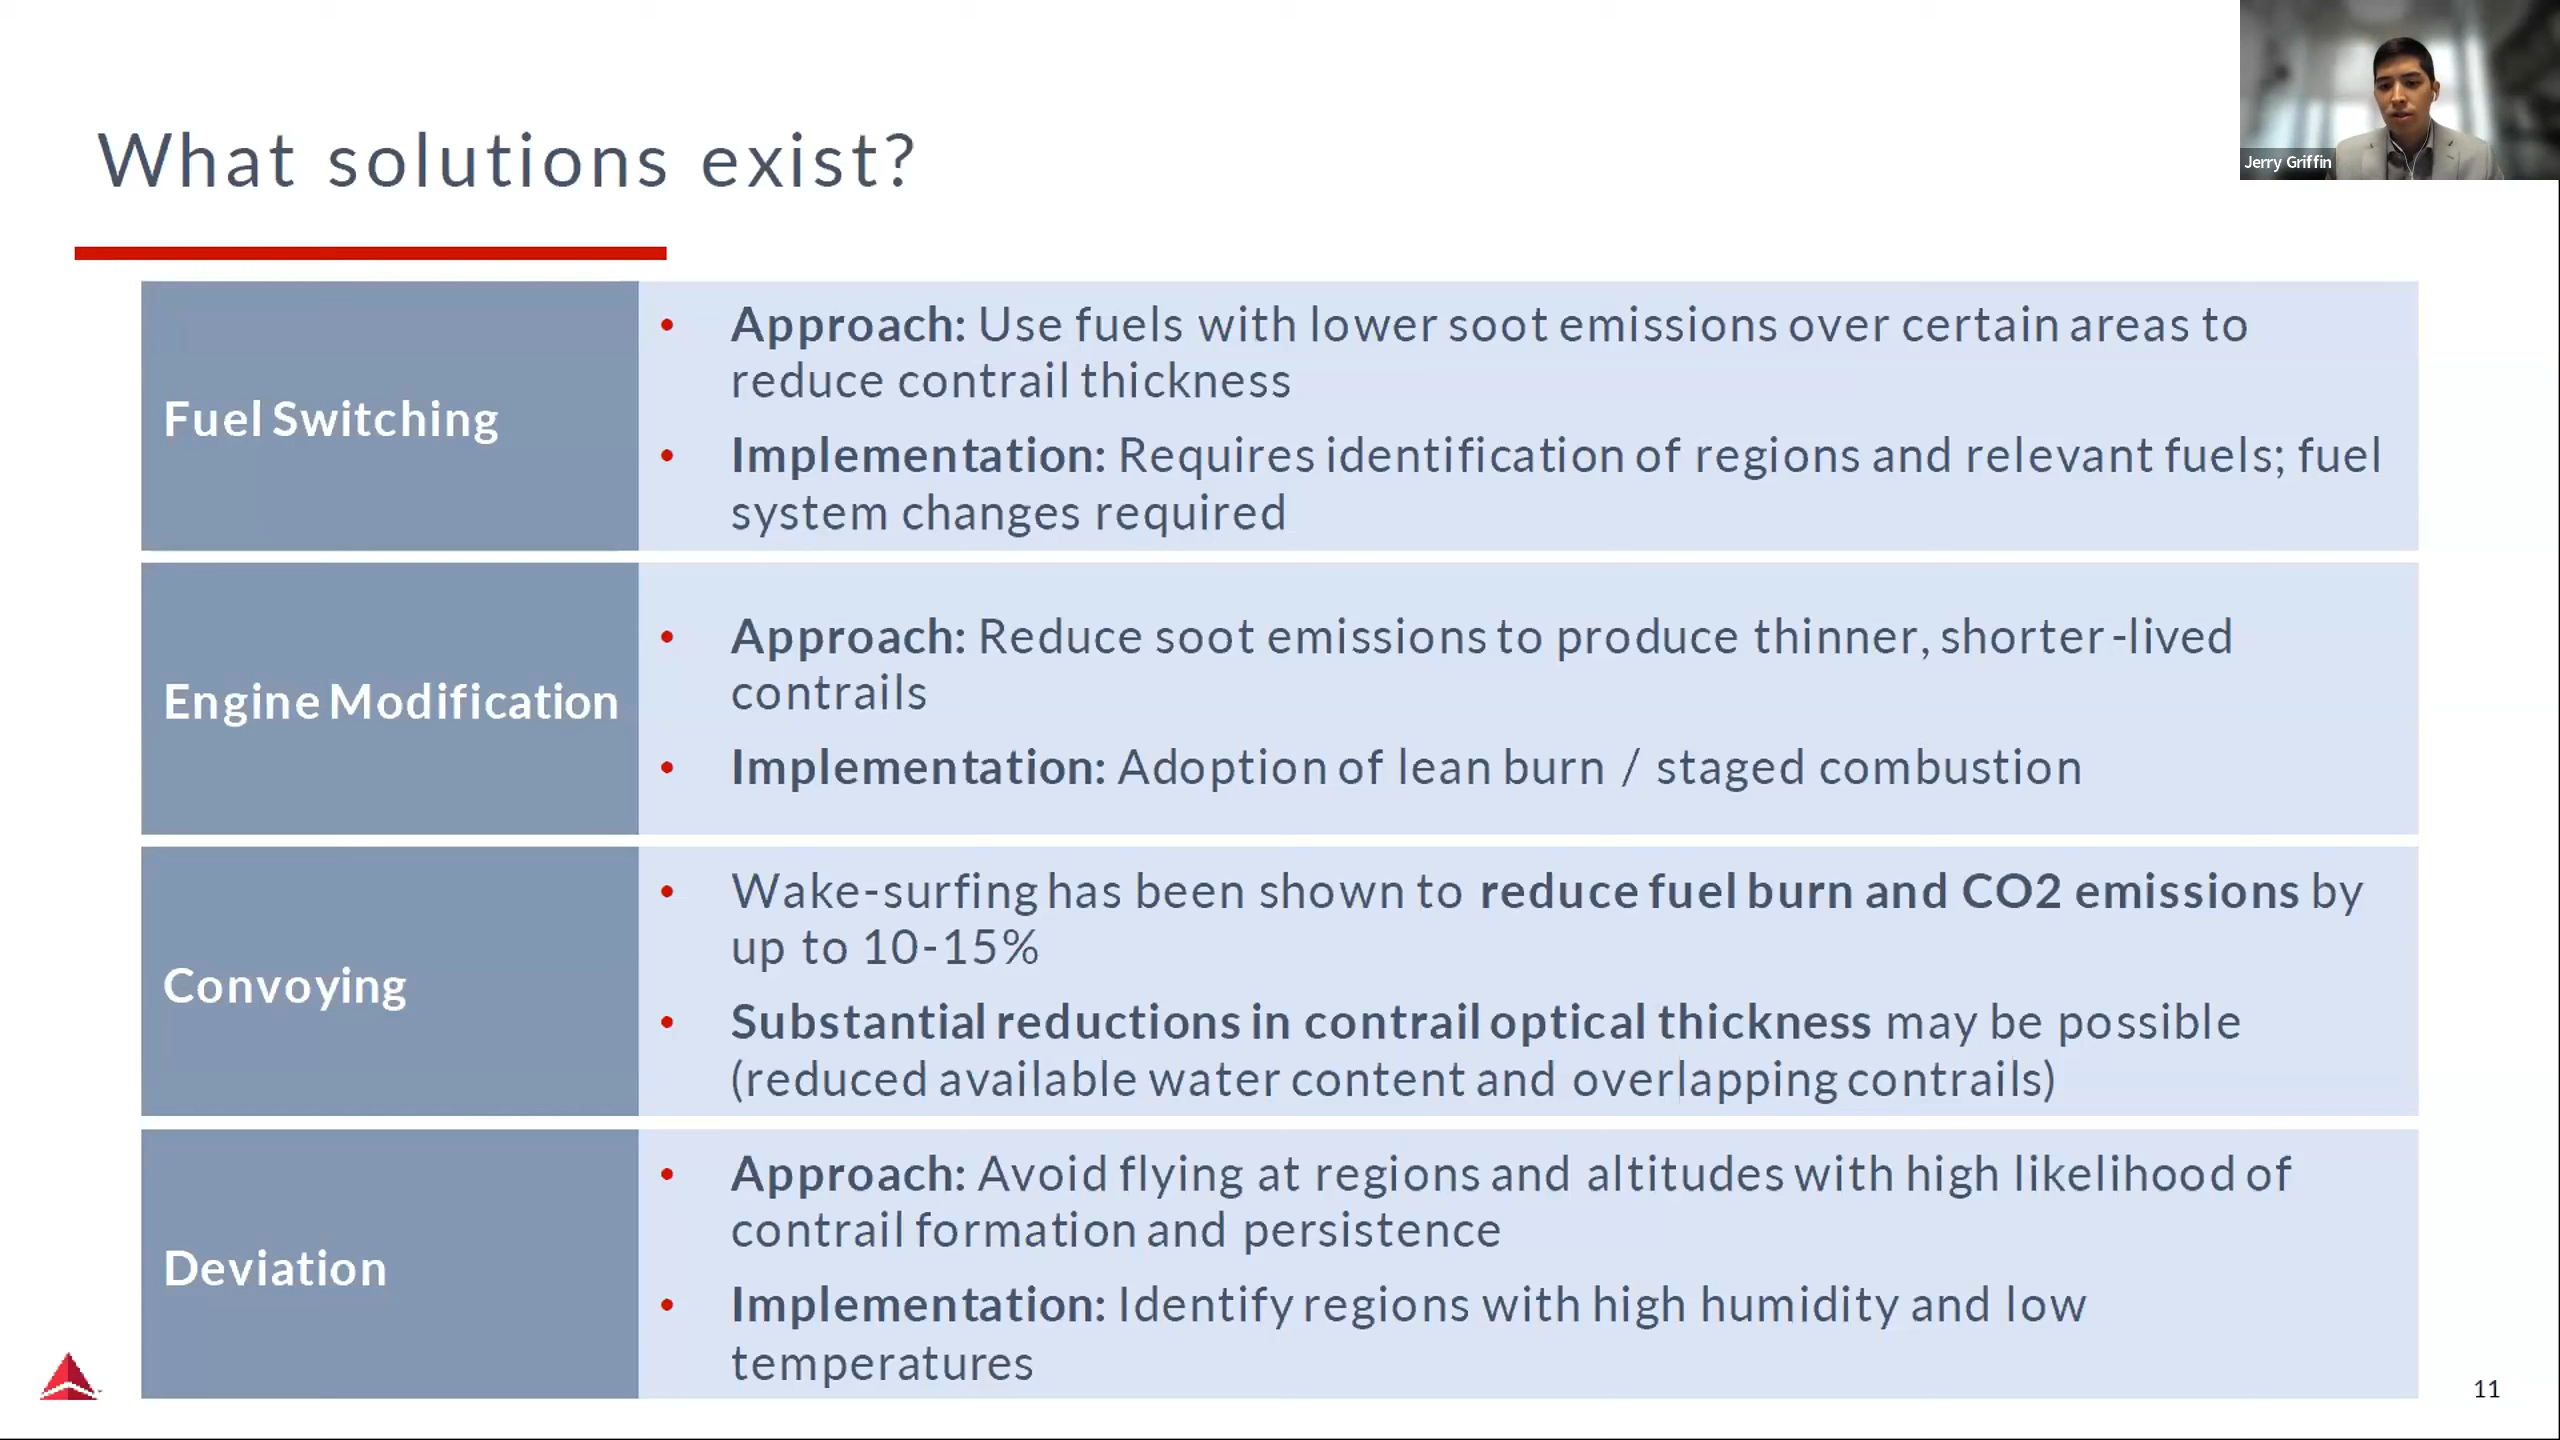 Jerry Griffin
What solutions exist?
Fuel Switching
• Approach: Use fuels with lower soot emissions over certain areas to
reduce contrail thickness
• Implementation: Requires identification of regions and relevant fuels; fuel
system changes required
Engine Modification
• Approach: Reduce soot emissions to produce thinner, shorter-lived
contrails
• Implementation: Adoption of lean burn / staged combustion
Convoying
• Wake-surfing has been shown to reduce fuel burn and CO2 emissions by
up to 10-15%
• Substantial reductions in contrail optical thickness may be possible
(reduced available water content and overlapping contrails)
Deviation
• Approach: Avoid flying at regions and altitudes with high likelihood of
contrail formation and persistence
• Implementation: Identify regions with high humidity and low
temperatures
11